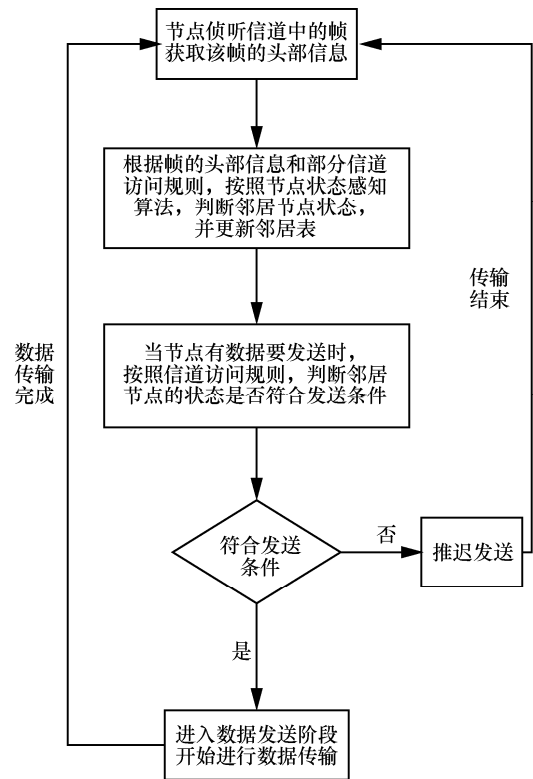 节点侦听信道中的帧
获取该帧的头部信息
根据帧的头部信息和部分信道
访问规则，按照节点状态感知
算法，判断邻居节点状态，
并更新邻居表
传输
结束
数据
传输
完成
当节点有数据要发送时，
按照信道访问规则，判断邻居
节点的状态是否符合发送条件
符合发送
条件
否
推迟发送
是
进入数据发送阶段
开始进行数据传输